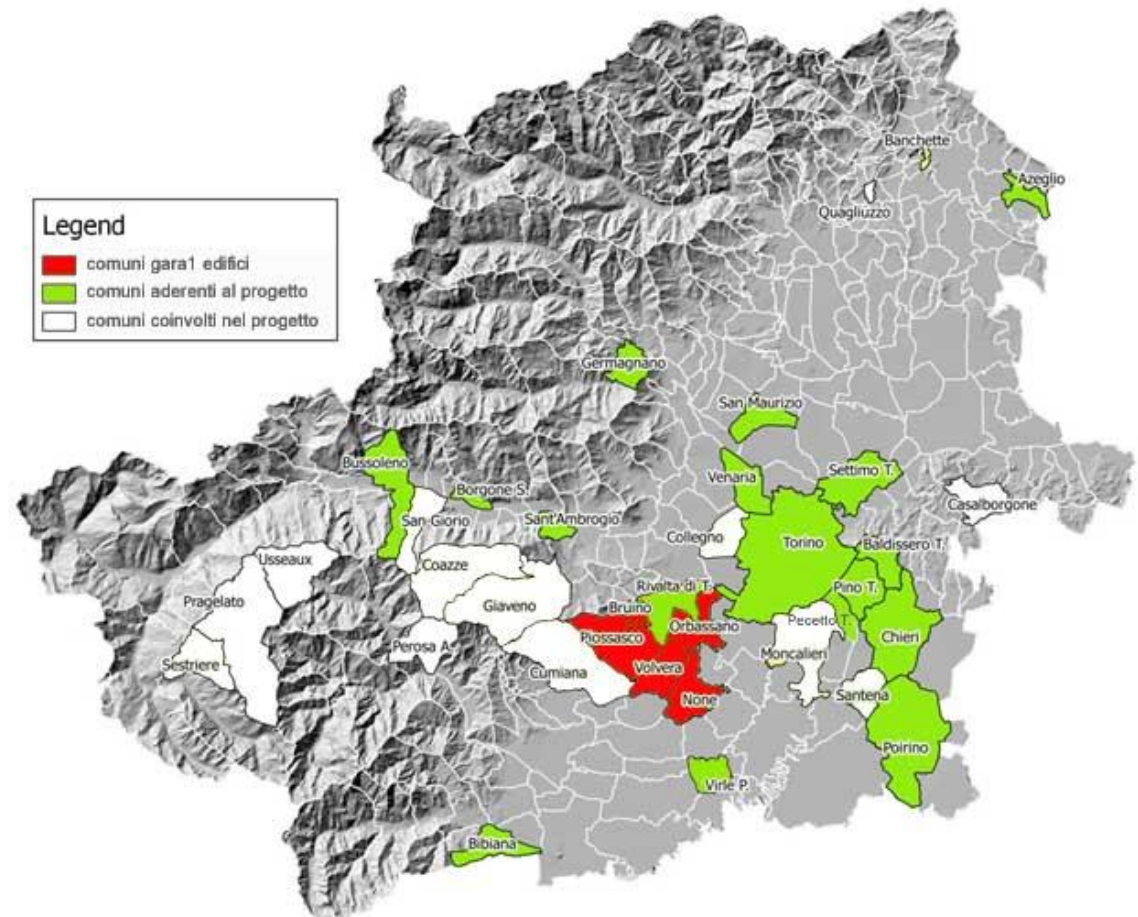 Banchette
Azeglio
Quagliuzzo
Legend
comuni gara1 edifici
comuni aderenti al progetto
comuni coinvolti nel progetto
Germagnano
San Maurizio
Bussoleno
Borgone S.
Venaria
Settimo T.
Casalborgone
San Giorio
Sant'Ambrogio
Collegno
Torino
Baldissero T.
Usseaux
Coazze
Pragelato
Giaveno
Rivalta di T.
Pino T.
Bruino
Orbassano
Pecetto T.
Piossasco
Chieri
Perosa A.
Moncalieri
Sestriere
Cumiana
Volvera
None
Santena
Poirino
Virle P.
Bibiana